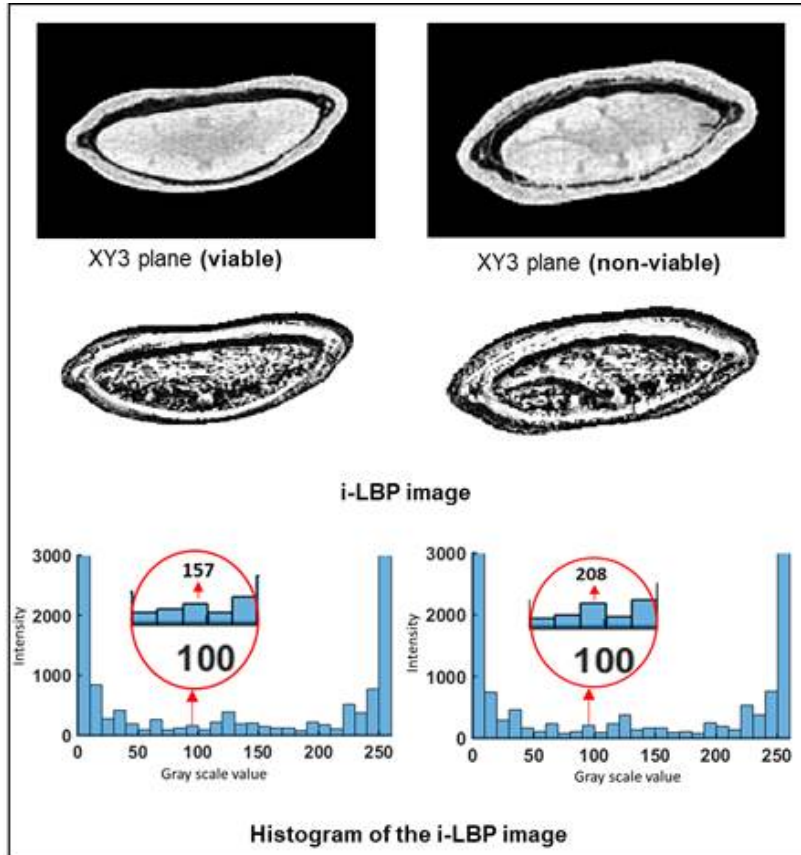 XY3 plane (viable)
XY3 plane (non-viable)
i-LBP image
3000
2000
1000
0
Intensity
157
100
0 50 100 150 200 250
Gray scale value
3000
2000
1000
0
Intensity
208
100
0 50 100 150 200 250
Gray scale value
Histogram of the i-LBP image